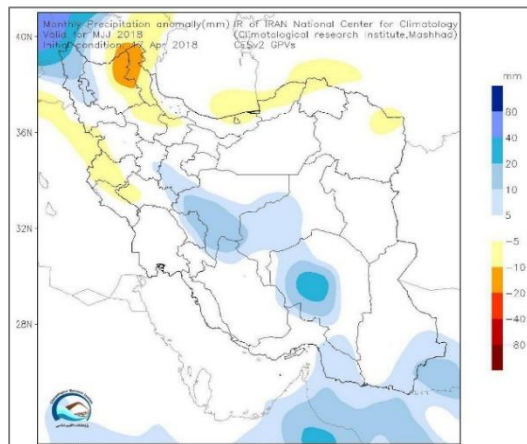 Monthly Precipitation anomaly(mm) IR of IRAN National Center for Climatology
Valid for MJJ 2018 (Climatological research institute,Mashhad)
Initial condition: 17 Apr 2018 CFSv2 GPVs
40N
36N
32N
28N
mm
80
40
20
10
5
-5
-10
-20
-40
-80